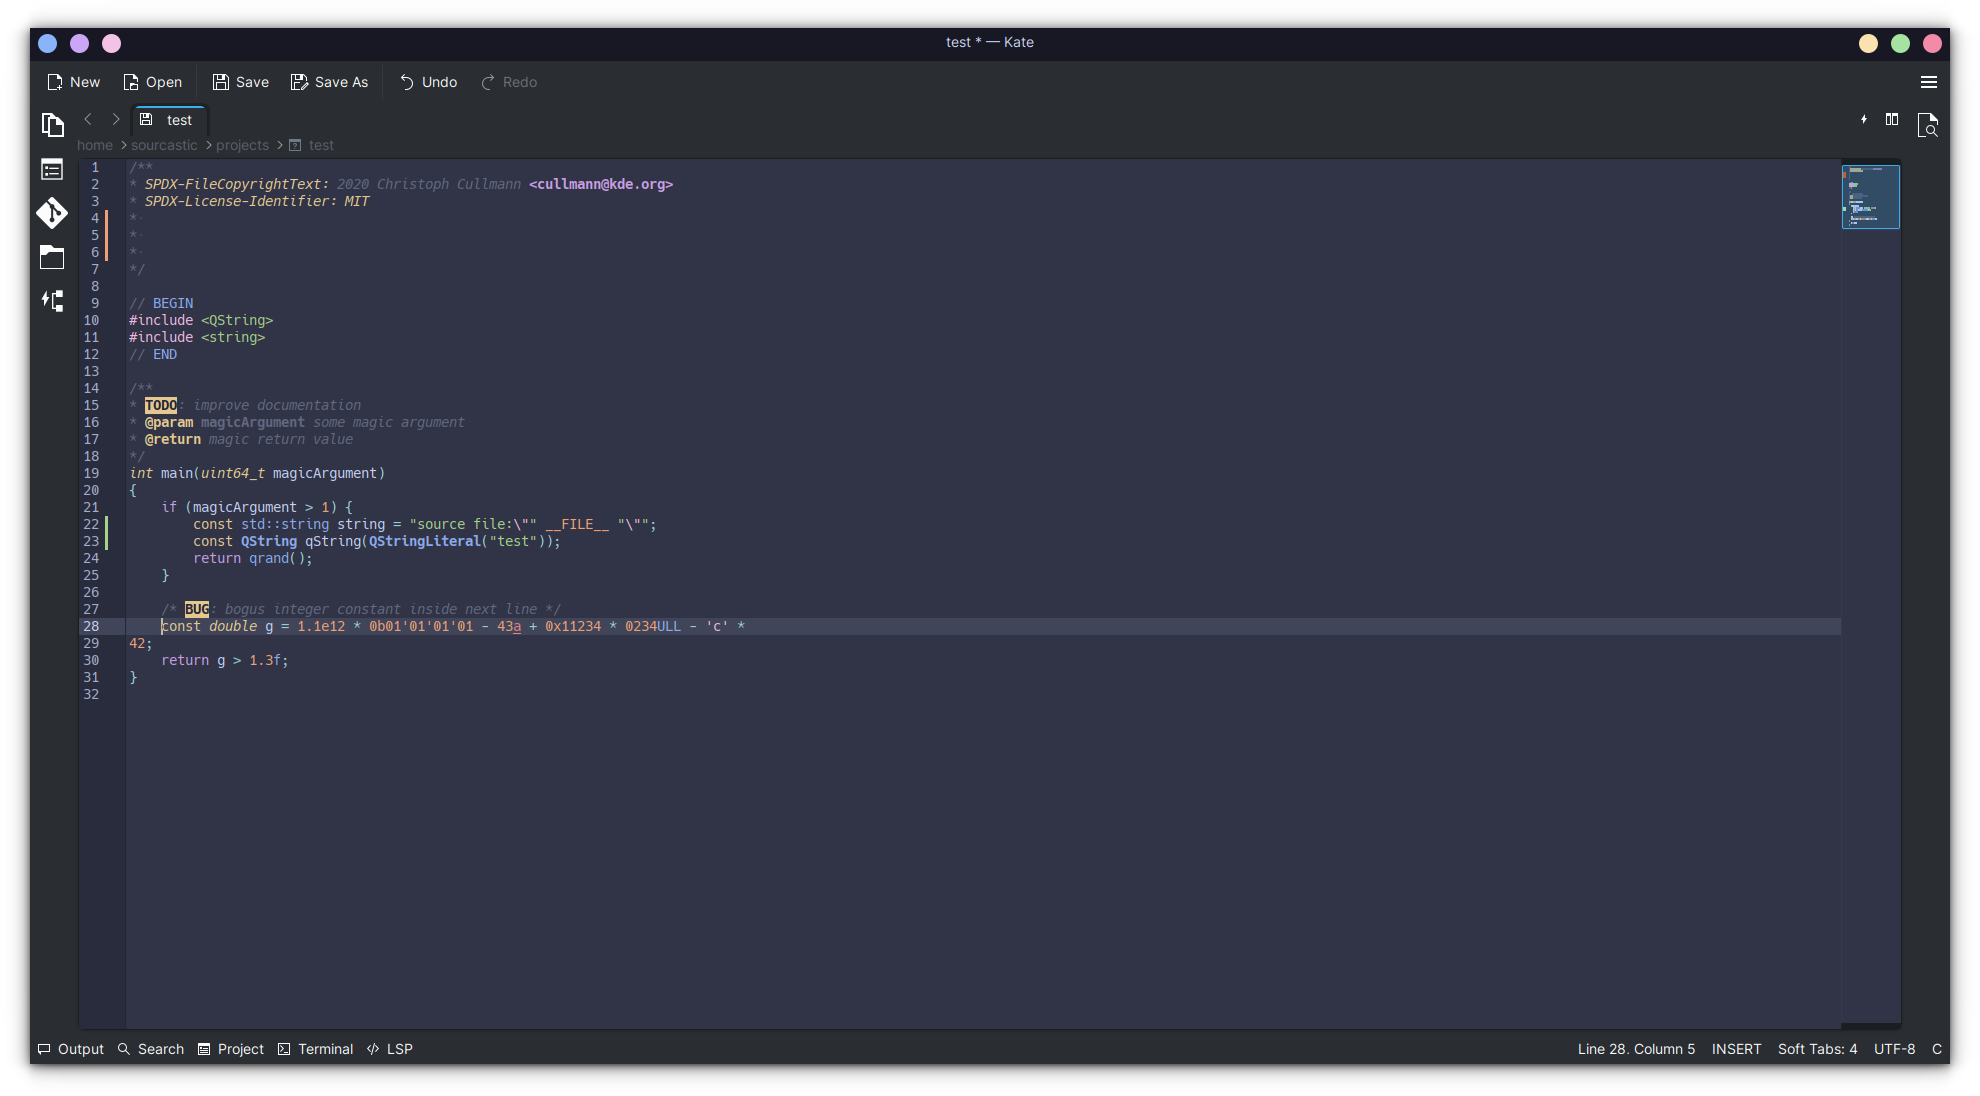 test * — Kate
New Open Save Save As Undo Redo
test
home > sourcastic > projects > test
1 /**
2 * SPDX-FileCopyrightText: 2020 Christoph Cullmann <cullmann@kde.org>
3 * SPDX-License-Identifier: MIT
4 *
5 *
6 *
7 */
8
9 // BEGIN
10 #include <QString>
11 #include <string>
12 // END
13
14 /**
15 * TODO: improve documentation
16 * @param magicArgument some magic argument
17 * @return magic return value
18 */
19 int main(uint64_t magicArgument)
20 {
21     if (magicArgument > 1) {
22         const std::string string = "source file:\"" __FILE__ "\"";
23         const QString qString(QStringLiteral("test"));
24         return qrand();
25     }
26
27     /* BUG: bogus integer constant inside next line */
28     const double g = 1.1e12 * 0b01'01'01'01 - 43a + 0x11234 * 0234ULL - 'c' *
29 42;
30     return g > 1.3f;
31 }
32
Output Search Project Terminal LSP Line 28. Column 5 INSERT Soft Tabs: 4 UTF-8 C